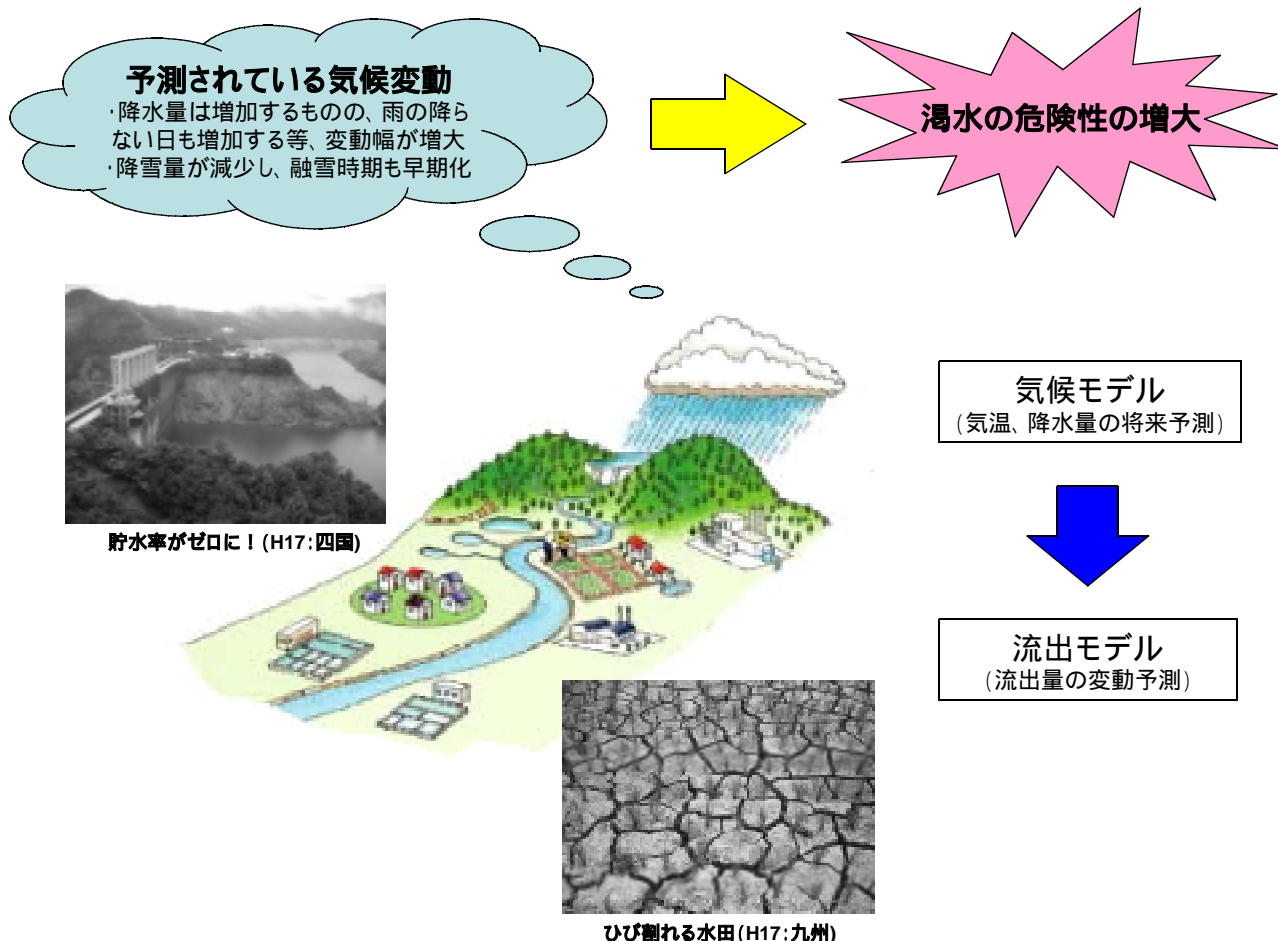 予測されている気候変動
・降水量は増加するものの、雨の降ら
ない日も増加する等、変動幅が増大
・降雪量が減少し、融雪時期も早期化
渇水の危険性の増大
貯水率がゼロに！(H17;四国)
気候モデル
(気温、降水量の将来予測)
流出モデル
(流出量の変動予測)
ひび割れる水田(H17;九州)